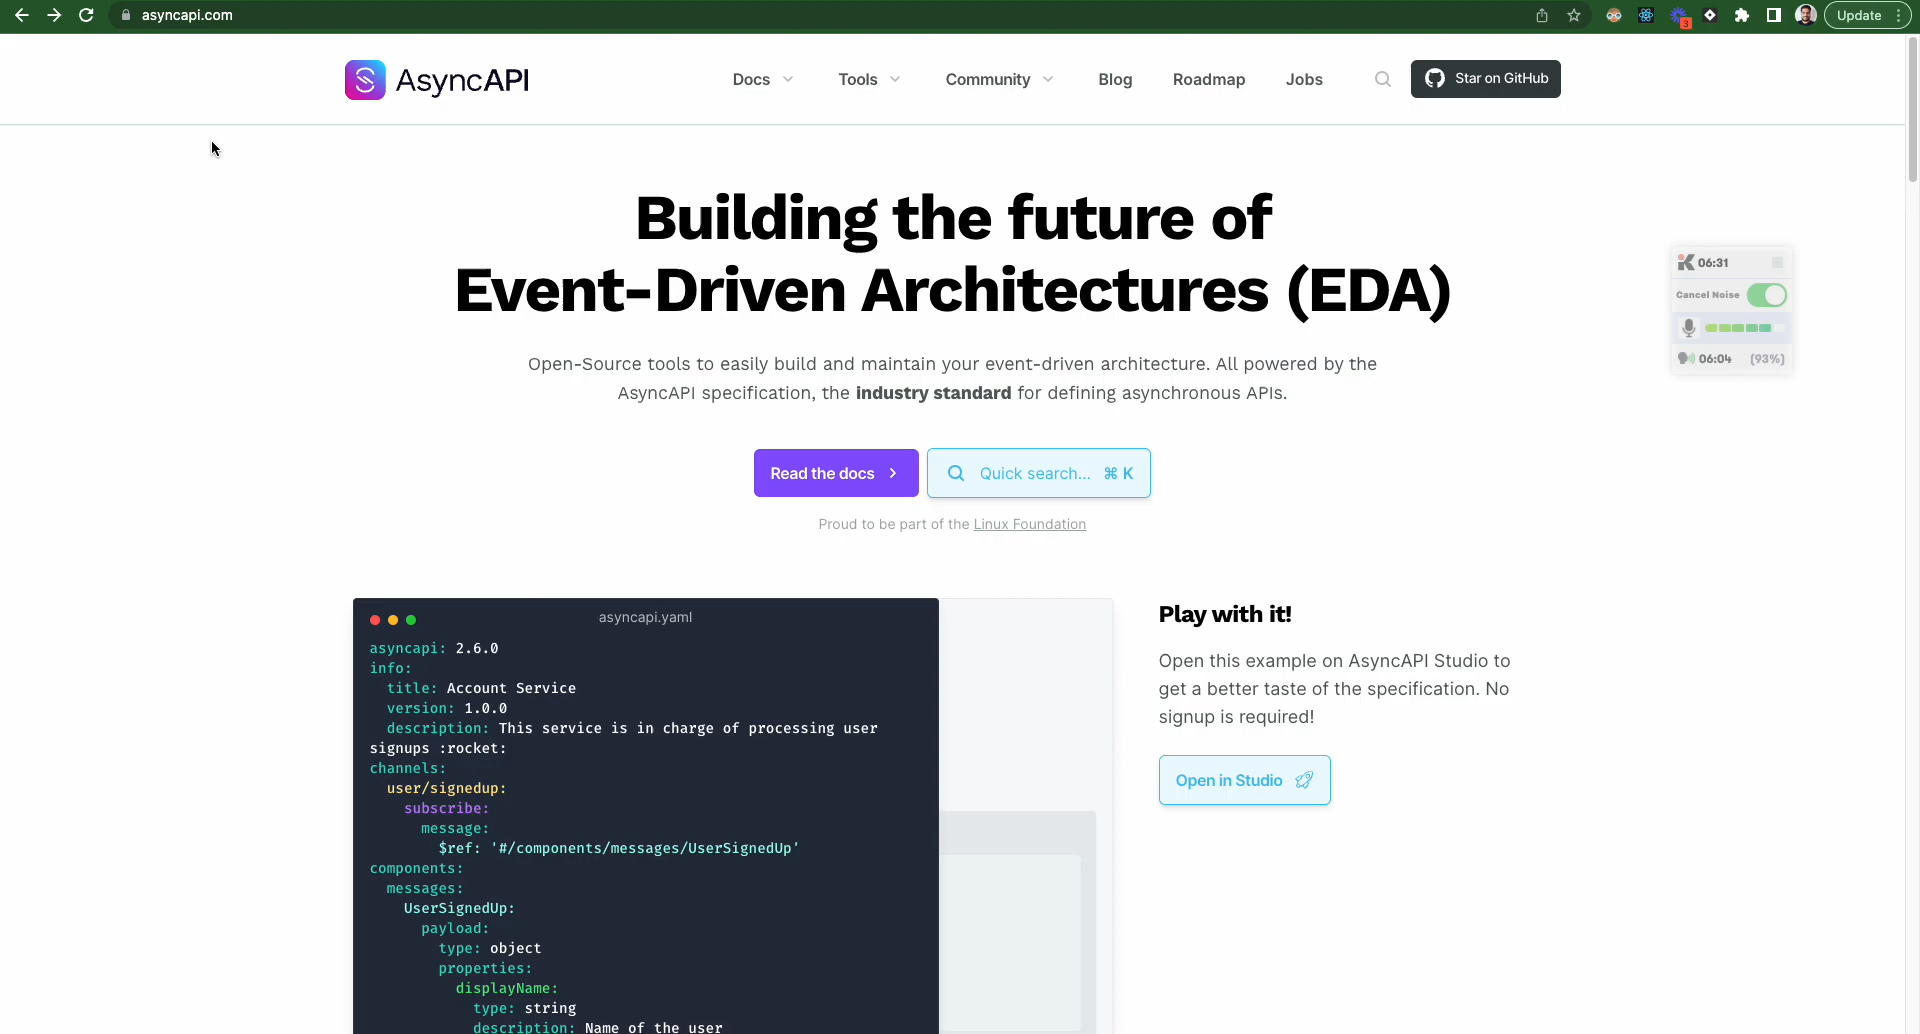 asyncapi.com
3
Update
AsyncAPI
Docs
Tools
Community
Blog
Roadmap
Jobs
Star on GitHub
Building the future of
Event-Driven Architectures (EDA)
06:31
Cancel Noise
06:04 (93%)
Open-Source tools to easily build and maintain your event-driven architecture. All powered by the
AsyncAPI specification, the industry standard for defining asynchronous APIs.
Read the docs
Quick search... ⌘ K
Proud to be part of the Linux Foundation
asyncapi.yaml
asyncapi: 2.6.0
info:
  title: Account Service
  version: 1.0.0
  description: This service is in charge of processing user
signups :rocket:
channels:
  user/signedup:
    subscribe:
      message:
        $ref: '#/components/messages/UserSignedUp'
components:
  messages:
    UserSignedUp:
      payload:
        type: object
        properties:
          displayName:
            type: string
            description: Name of the user
Play with it!
Open this example on AsyncAPI Studio to
get a better taste of the specification. No
signup is required!
Open in Studio